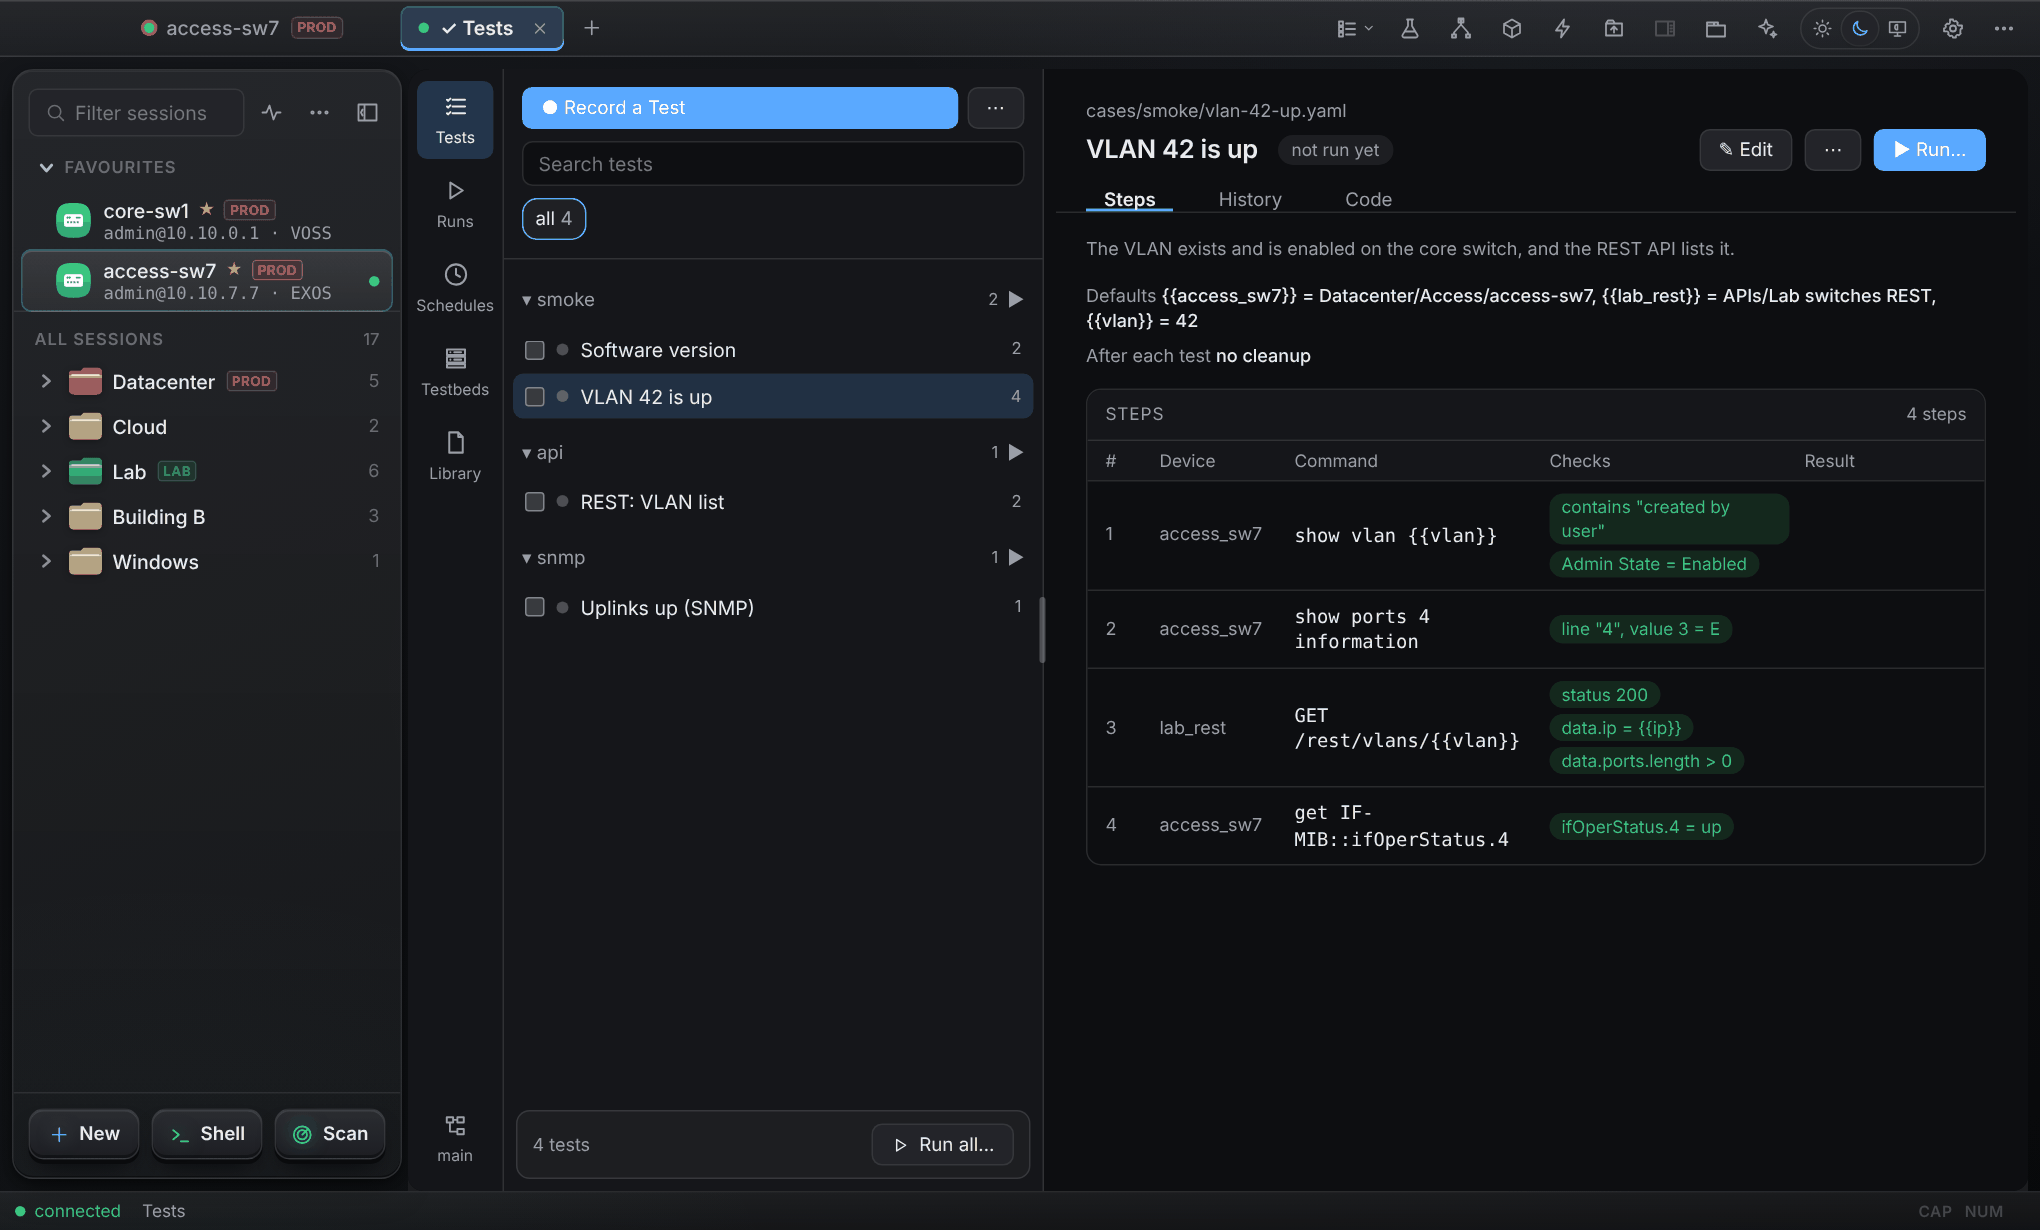 access-sw7 PROD
✓ Tests
Filter sessions
FAVOURITES
core-sw1 ★ PROD
admin@10.10.0.1 · VOSS
access-sw7 ★ PROD
admin@10.10.7.7 · EXOS
ALL SESSIONS 17
Datacenter PROD 5
Cloud 2
Lab LAB 6
Building B 3
Windows 1
New
Shell
Scan
Tests
Runs
Schedules
Testbeds
Library
main
Record a Test
Search tests
all 4
smoke 2
Software version 2
VLAN 42 is up 4
api 1
REST: VLAN list 2
snmp 1
Uplinks up (SNMP) 1
4 tests
Run all...
cases/smoke/vlan-42-up.yaml
VLAN 42 is up not run yet
Edit
Run...
Steps History Code
The VLAN exists and is enabled on the core switch, and the REST API lists it.
Defaults {{access_sw7}} = Datacenter/Access/access-sw7, {{lab_rest}} = APIs/Lab switches REST,
{{vlan}} = 42
After each test no cleanup
STEPS 4 steps
# Device Command Checks Result
1 access_sw7 show vlan {{vlan}}
contains "created by
user"
Admin State = Enabled
2 access_sw7
show ports 4
information
line "4", value 3 = E
3 lab_rest
GET
/rest/vlans/{{vlan}}
status 200
data.ip = {{ip}}
data.ports.length > 0
4 access_sw7
get IF-
MIB::ifOperStatus.4
ifOperStatus.4 = up
connected Tests
CAP NUM